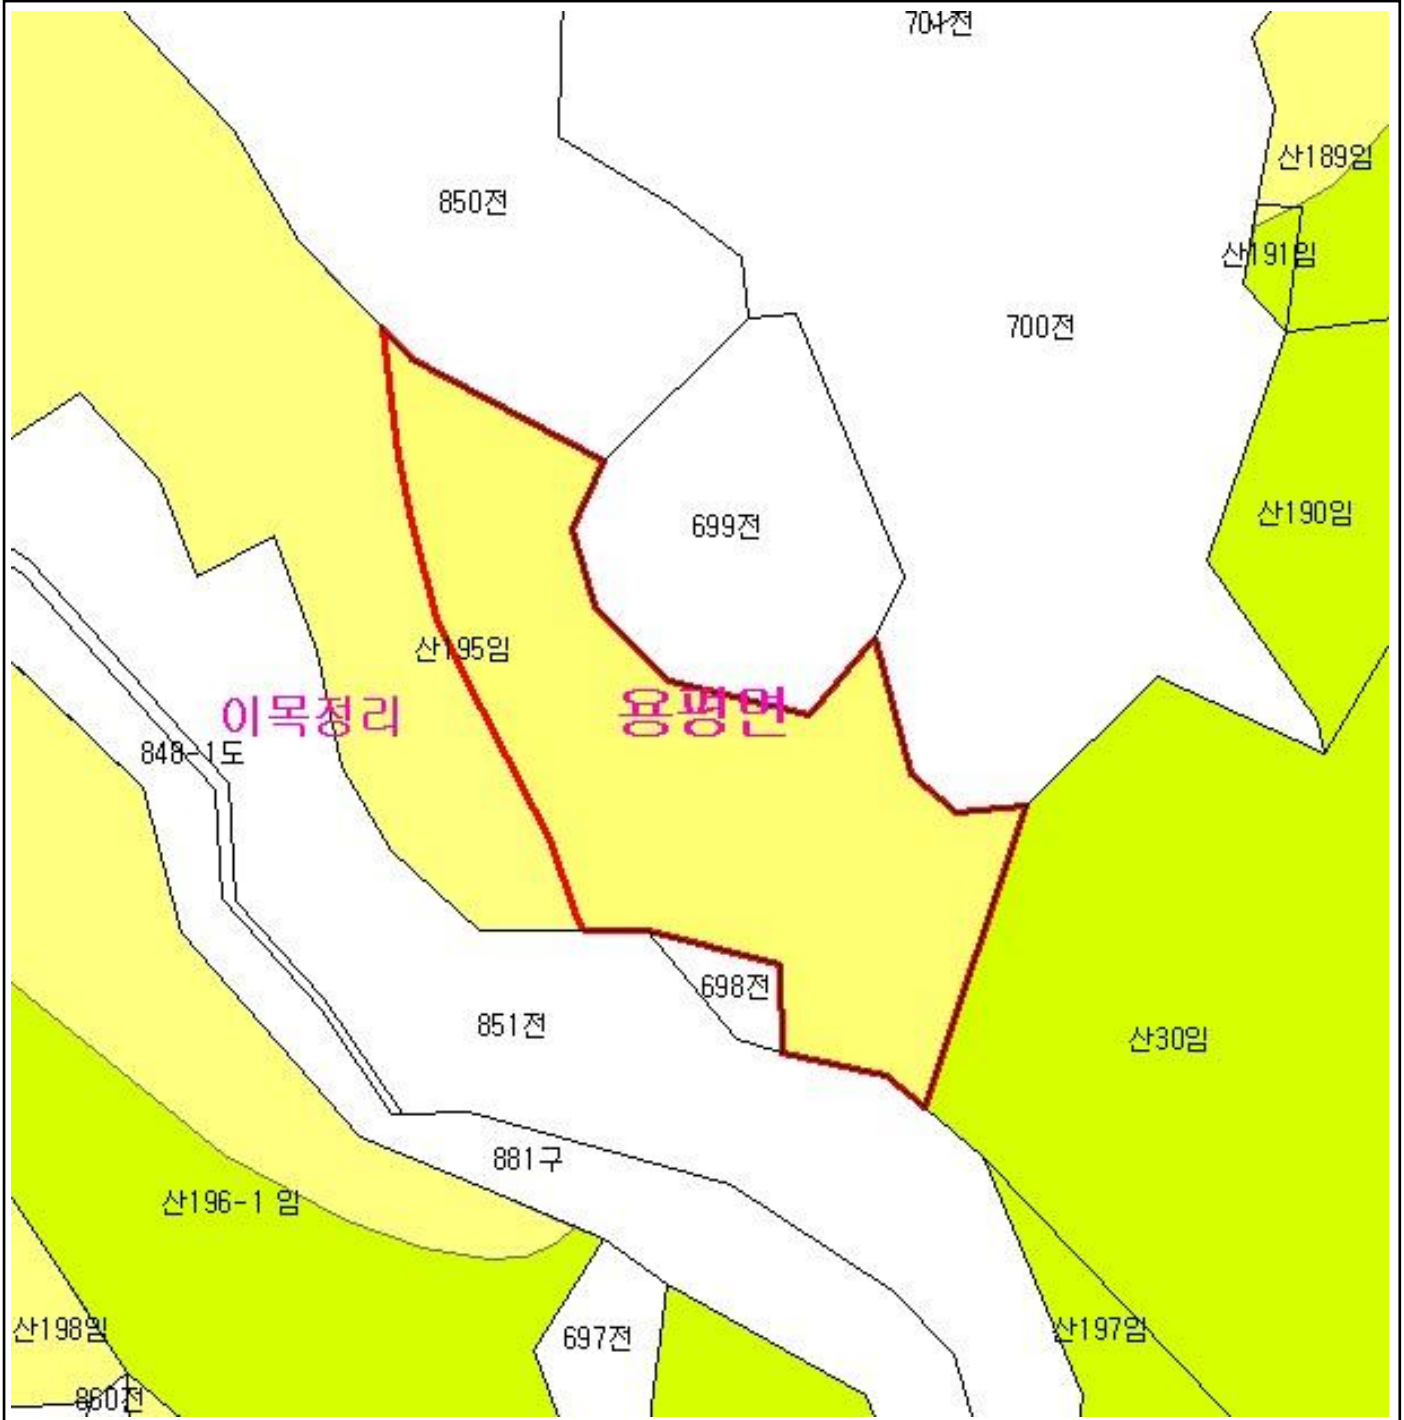 701전
산189임
850전
산191임
700전
산190임
699전
산195임
이목정리
용평면
848-1도
698전
851전
산30임
881구
산196-1 임
산198임
697전
산197임
860전